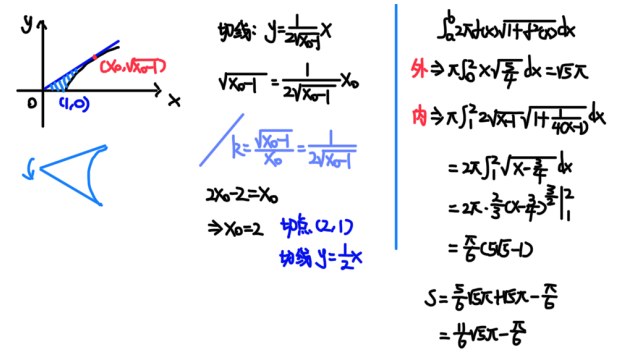 y
(x₀,√(x₀-1))
0
(1,0)
x
切线: y=1/(2√(x₀-1)) x
√(x₀-1) = 1/(2√(x₀-1)) x₀
k = √(x₀-1)/x₀ = 1/(2√(x₀-1))
2x₀-2=x₀
⇒x₀=2 切点(2,1)
切线 y=1/2 x
∫ₐᵇ 2πf(x)√(1+f'²(x)) dx
外⇒π∫₀² x√(5/4) dx=√5π
内⇒π∫₁² 2√(x-1)√(1+1/(4(x-1))) dx
=2π∫₁² √(x-3/4) dx
=2π·2/3(x-3/4)^(3/2)|₁²
=π/6(5√5-1)
S=5/6√5π+√5π-π/6
=11/6√5π-π/6